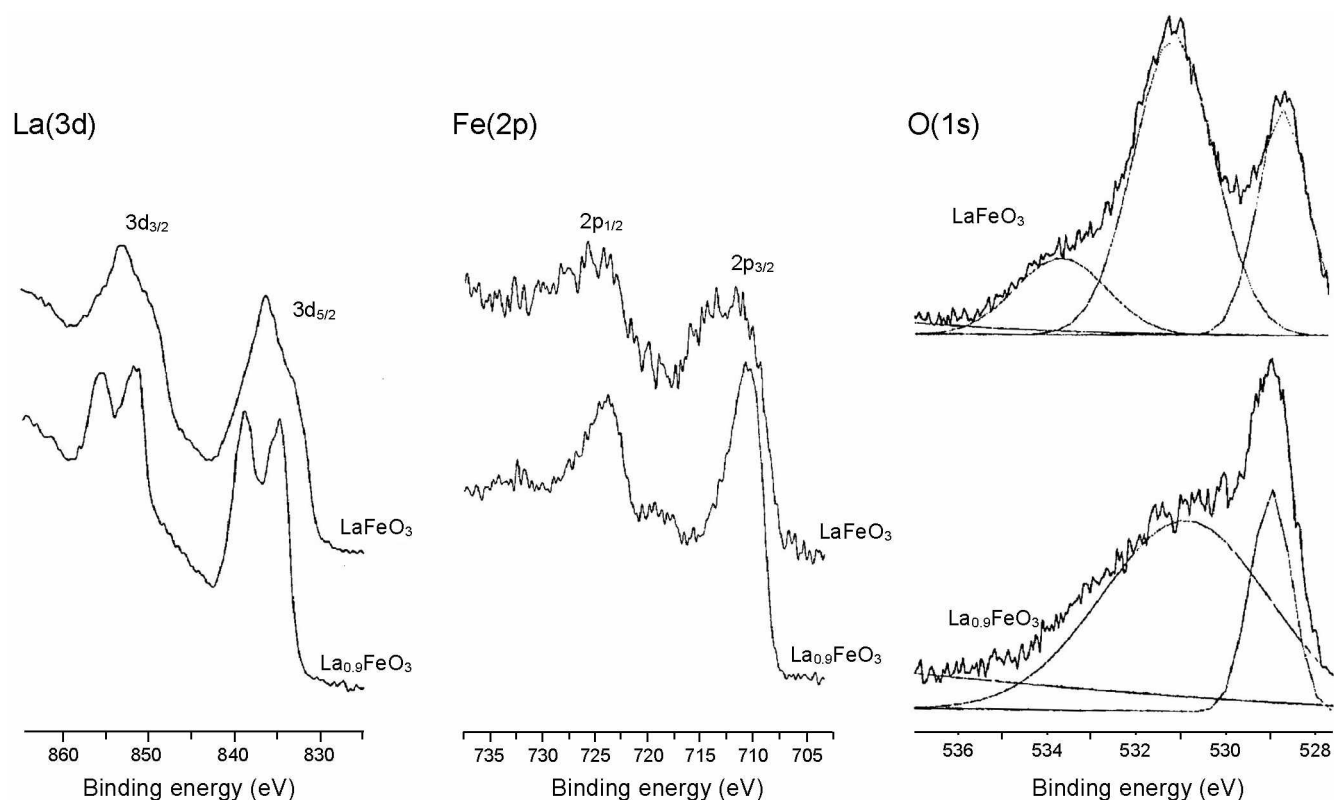 La(3d)
3d₃/₂
3d₅/₂
LaFeO₃
La₀.₉FeO₃
860 850 840 830
Binding energy (eV)
Fe(2p)
2p₁/₂
2p₃/₂
LaFeO₃
La₀.₉FeO₃
735 730 725 720 715 710 705
Binding energy (eV)
O(1s)
LaFeO₃
La₀.₉FeO₃
536 534 532 530 528
Binding energy (eV)